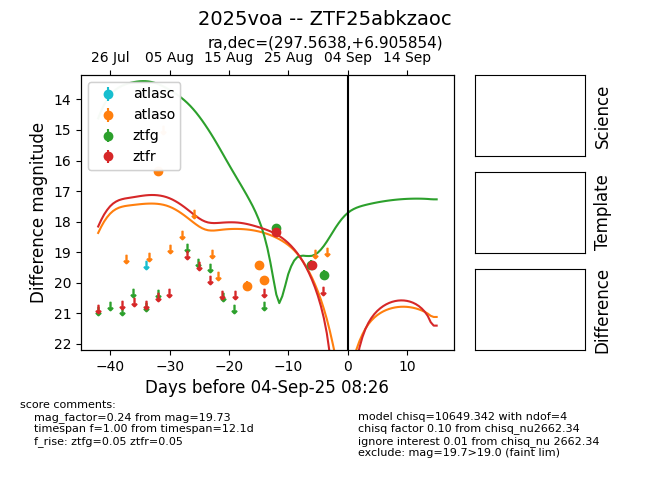 2025voa -- ZTF25abkzaoc
ra,dec=(297.5638,+6.905854)
26 Jul 05 Aug 15 Aug 25 Aug 04 Sep 14 Sep
atlasc
atlaso
ztfg
ztfr
14
15
16
17
18
19
20
21
22
Difference magnitude
−40 −30 −20 −10 0 10
Days before 04-Sep-25 08:26
Science
Template
Difference
score comments:
mag_factor=0.24 from mag=19.73
timespan f=1.00 from timespan=12.1d
f_rise: ztfg=0.05 ztfr=0.05
model chisq=10649.342 with ndof=4
chisq factor 0.10 from chisq_nu2662.34
ignore interest 0.01 from chisq_nu 2662.34
exclude: mag=19.7>19.0 (faint lim)